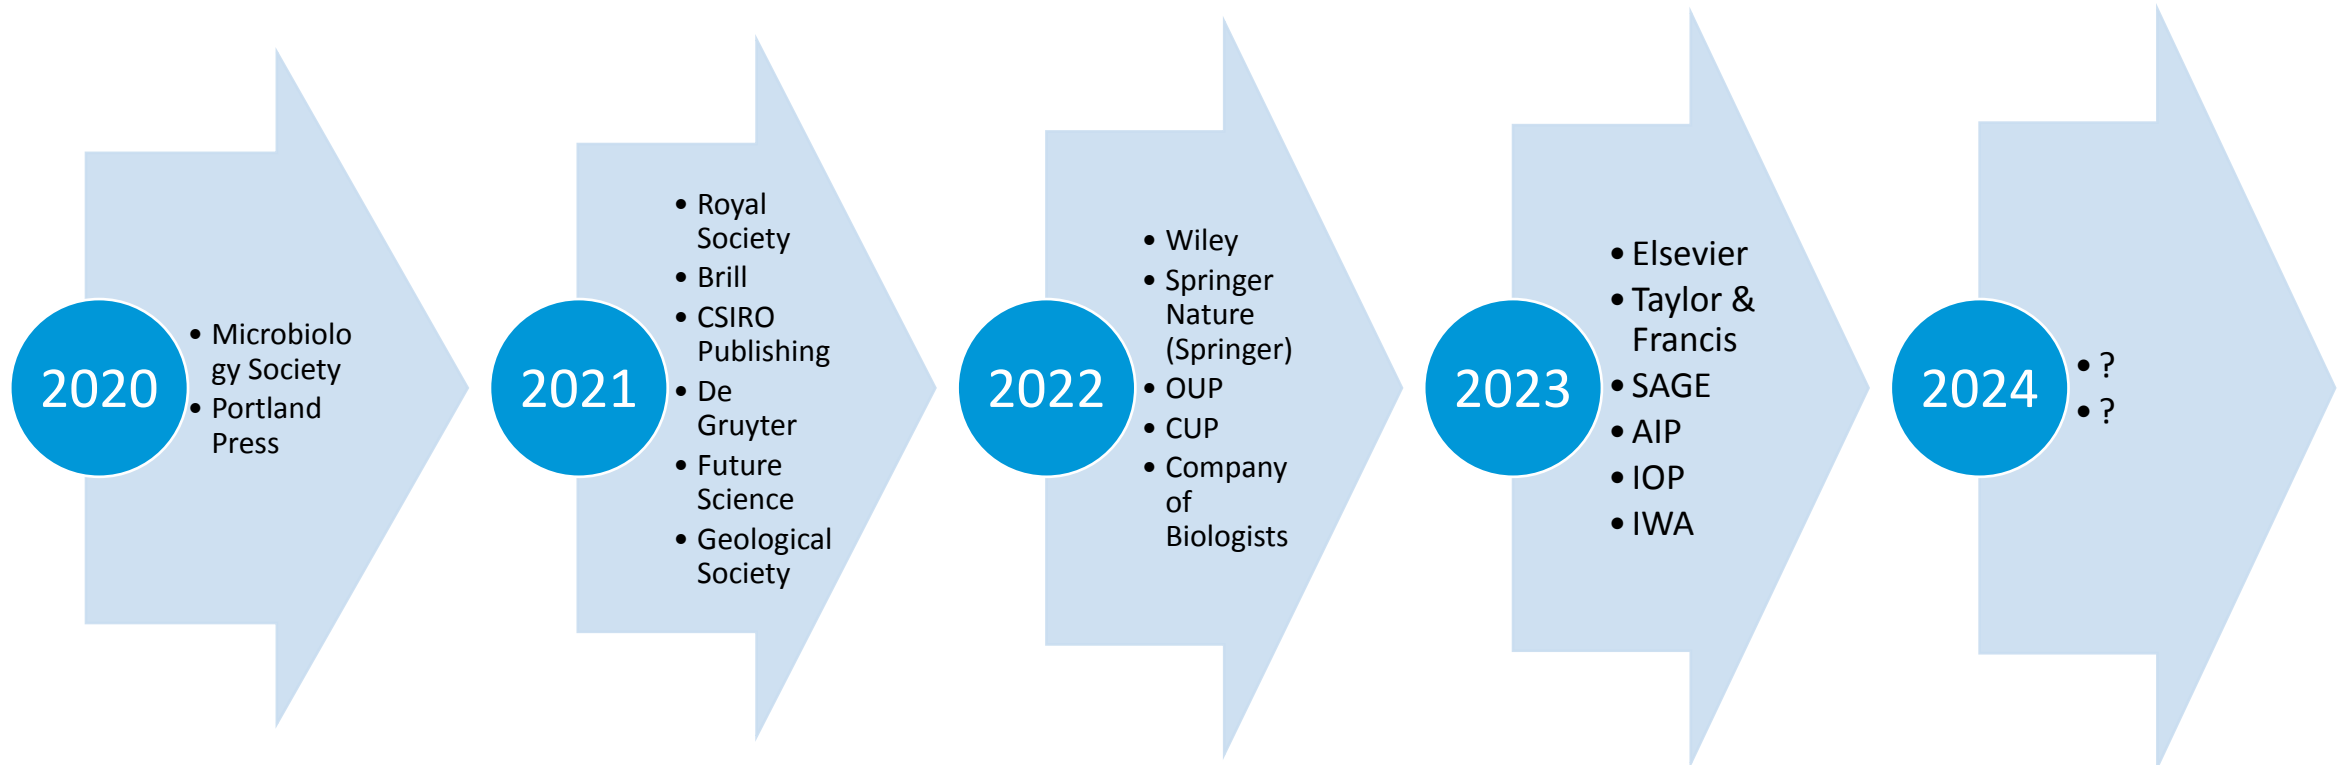 2020
• Microbiolo
gy Society
• Portland
Press
2021
• Royal
Society
• Brill
• CSIRO
Publishing
• De
Gruyter
• Future
Science
• Geological
Society
2022
• Wiley
• Springer
Nature
(Springer)
• OUP
• CUP
• Company
of
Biologists
2023
• Elsevier
• Taylor &
Francis
• SAGE
• AIP
• IOP
• IWA
2024
• ?
• ?